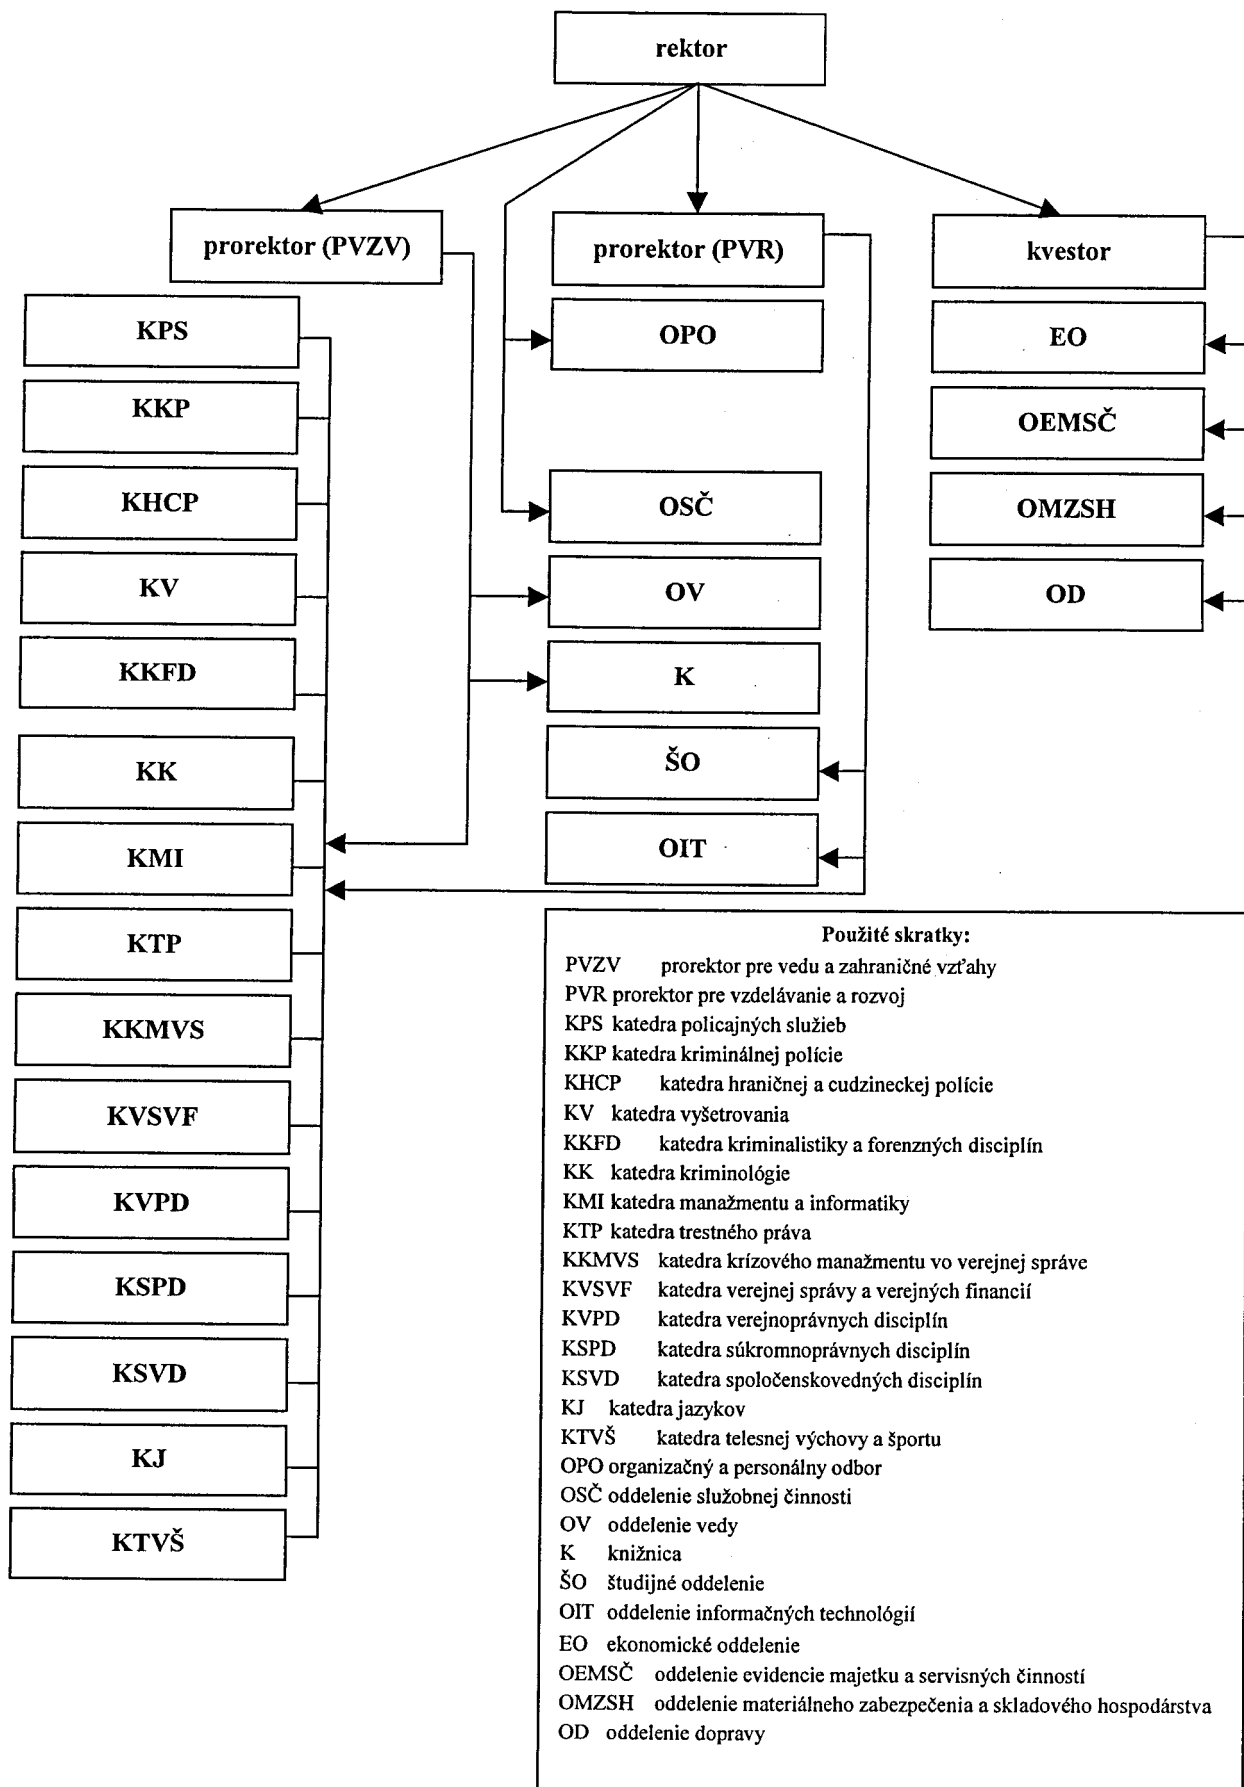 rektor
prorektor (PVZV)
prorektor (PVR)
kvestor
KPS
KKP
KHCP
KV
KKFD
KK
KMI
KTP
KKMVS
KVSVF
KVPD
KSPD
KSVD
KJ
KTVŠ
OPO
OSČ
OV
K
ŠO
OIT
EO
OEMSČ
OMZSH
OD
Použité skratky:
PVZV prorektor pre vedu a zahraničné vzťahy
PVR prorektor pre vzdelávanie a rozvoj
KPS katedra policajných služieb
KKP katedra kriminálnej polície
KHCP katedra hraničnej a cudzineckej polície
KV katedra vyšetrovania
KKFD katedra kriminalistiky a forenzných disciplín
KK katedra kriminológie
KMI katedra manažmentu a informatiky
KTP katedra trestného práva
KKMVS katedra krízového manažmentu vo verejnej správe
KVSVF katedra verejnej správy a verejných financií
KVPD katedra verejnoprávnych disciplín
KSPD katedra súkromnoprávnych disciplín
KSVD katedra spoločenskovedných disciplín
KJ katedra jazykov
KTVŠ katedra telesnej výchovy a športu
OPO organizačný a personálny odbor
OSČ oddelenie služobnej činnosti
OV oddelenie vedy
K knižnica
ŠO študijné oddelenie
OIT oddelenie informačných technológií
EO ekonomické oddelenie
OEMSČ oddelenie evidencie majetku a servisných činností
OMZSH oddelenie materiálneho zabezpečenia a skladového hospodárstva
OD oddelenie dopravy